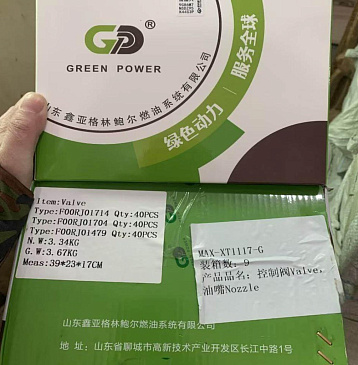 GP®
GREEN POWER
山东鑫亚格林鲍尔燃油系统有限公司
绿色动力
服务全球
Item:Valve
Type:F00RJ01714 Qty:40PCS
Type:F00RJ01704 Qty:40PCS
Type:F00RJ01479 Qty:40PCS
N.W:3.34KG
G.W:3.67KG
Meas:39*23*17CM
MAX-XT1117-G
装箱数: 9
产品品名: 控制阀Valve,
油嘴Nozzle
山东鑫亚格林鲍尔燃油系统有限公司
地 址:山东省聊城市高新技术产业开发区长江中路1号